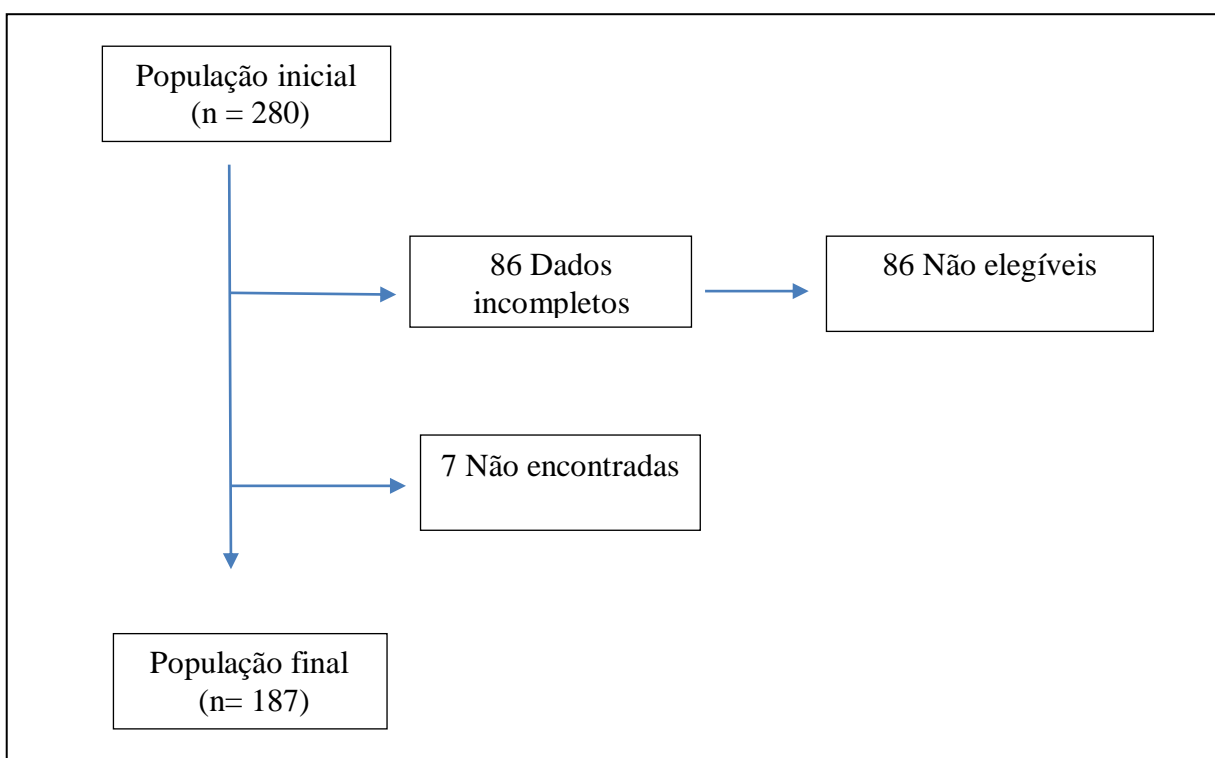 População inicial
(n = 280)
86 Dados
incompletos
86 Não elegíveis
7 Não encontradas
População final
(n= 187)